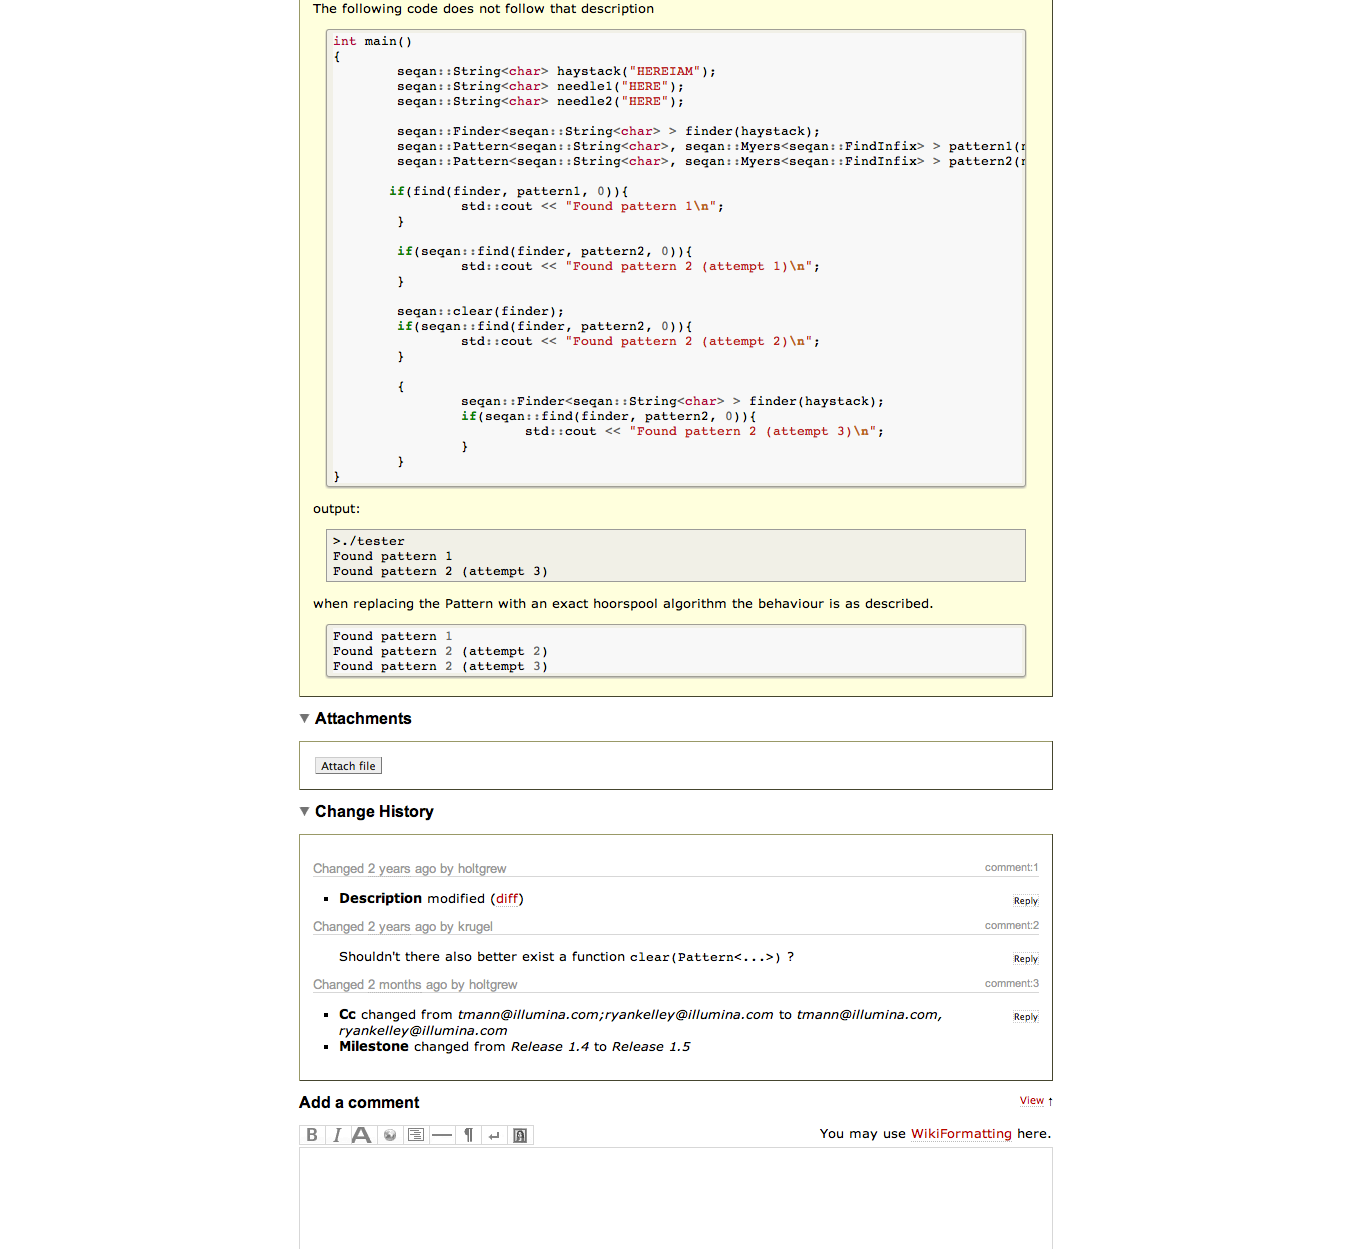 The following code does not follow that description
int main()
{
seqan::String<char> haystack("HEREIAM");
seqan::String<char> needle1("HERE");
seqan::String<char> needle2("HERE");
seqan::Finder<seqan::String<char> > finder(haystack);
seqan::Pattern<seqan::String<char>, seqan::Myers<seqan::FindInfix> > pattern1(
seqan::Pattern<seqan::String<char>, seqan::Myers<seqan::FindInfix> > pattern2(
if(find(finder, pattern1, 0)){
std::cout << "Found pattern 1\n";
}
if(seqan::find(finder, pattern2, 0)){
std::cout << "Found pattern 2 (attempt 1)\n";
}
seqan::clear(finder);
if(seqan::find(finder, pattern2, 0)){
std::cout << "Found pattern 2 (attempt 2)\n";
}
{
seqan::Finder<seqan::String<char> > finder(haystack);
if(seqan::find(finder, pattern2, 0)){
std::cout << "Found pattern 2 (attempt 3)\n";
}
}
}
output:
>./tester
Found pattern 1
Found pattern 2 (attempt 3)
when replacing the Pattern with an exact hoorspool algorithm the behaviour is as described.
Found pattern 1
Found pattern 2 (attempt 2)
Found pattern 2 (attempt 3)
▼ Attachments
Attach file
▼ Change History
Changed 2 years ago by holtgrew comment:1
Description modified (diff) Reply
Changed 2 years ago by krugel comment:2
Shouldn't there also better exist a function clear(Pattern<...>) ? Reply
Changed 2 months ago by holtgrew comment:3
Cc changed from tmann@illumina.com;ryankelley@illumina.com to tmann@illumina.com, Reply
ryankelley@illumina.com
Milestone changed from Release 1.4 to Release 1.5
Add a comment View ↑
B I A ¶ ↵ You may use WikiFormatting here.